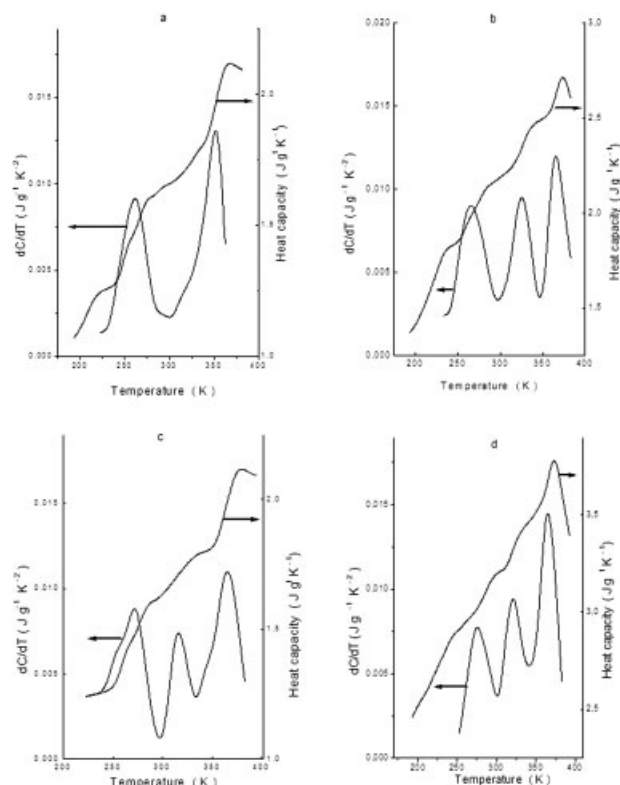 a
0.015
0.010
0.005
0.000
dC/dT (J g⁻¹ K⁻²)
2.0
1.5
1.0
Heat capacity (J g¹ K⁻¹)
200 250 300 350 400
Temperature (K)
b
0.020
0.015
0.010
0.005
0.000
dC/dT (J g⁻¹ K⁻²)
3.0
2.5
2.0
1.5
Heat capacity (J g⁻¹ K⁻¹)
200 250 300 350 400
Temperature (K)
c
0.015
0.010
0.005
0.000
dC/dT (J g¹ K⁻²)
2.0
1.5
1.0
Heat capacity (J g¹ K⁻¹)
200 250 300 350 400
Temperature (K)
d
0.015
0.010
0.005
0.000
dC/dT (J g⁻¹ K⁻²)
3.5
3.0
2.5
Heat capacity (J g⁻¹ K⁻¹)
200 250 300 350 400
Temperature (K)